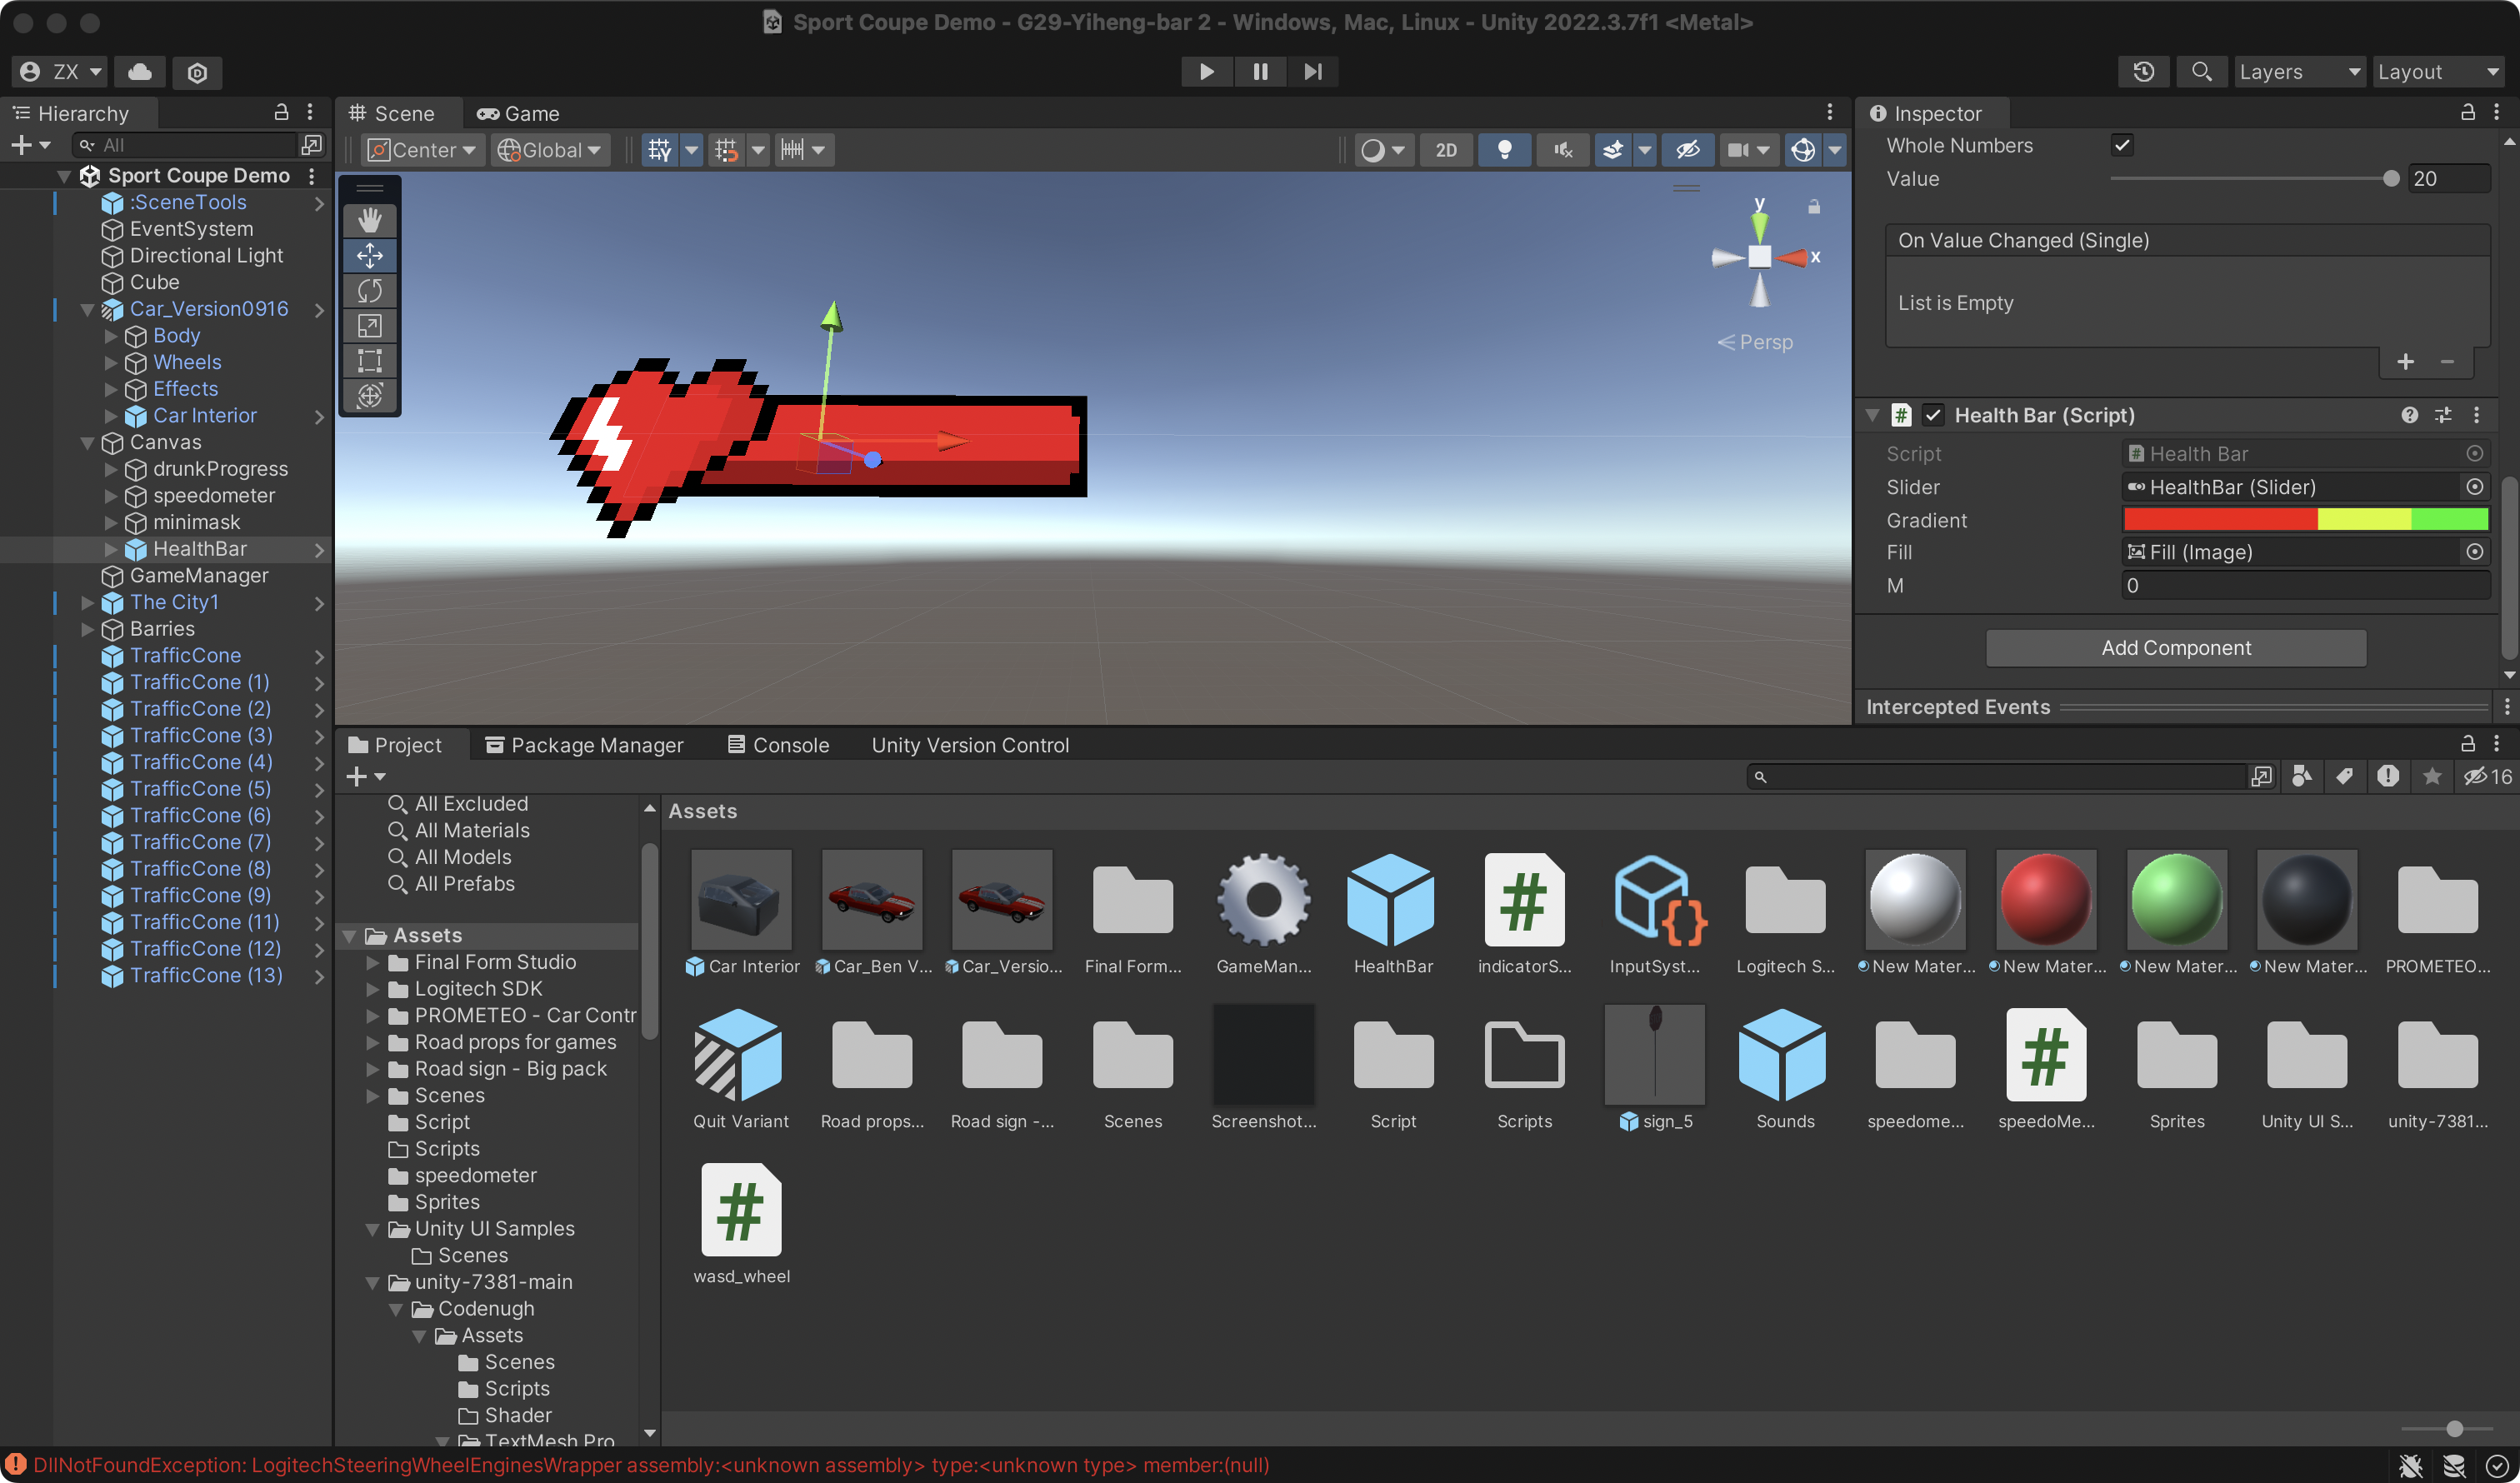 Sport Coupe Demo - G29-Yiheng-bar 2 - Windows, Mac, Linux - Unity 2022.3.7f1 <Metal>
ZX
Layers
Layout
Hierarchy
All
Sport Coupe Demo
:SceneTools
EventSystem
Directional Light
Cube
Car_Version0916
Body
Wheels
Effects
Car Interior
Canvas
drunkProgress
speedometer
minimask
HealthBar
GameManager
The City1
Barries
TrafficCone
TrafficCone (1)
TrafficCone (2)
TrafficCone (3)
TrafficCone (4)
TrafficCone (5)
TrafficCone (6)
TrafficCone (7)
TrafficCone (8)
TrafficCone (9)
TrafficCone (11)
TrafficCone (12)
TrafficCone (13)
Scene
Game
Center
Global
2D
y
x
Persp
Inspector
Whole Numbers
Value
20
On Value Changed (Single)
List is Empty
# Health Bar (Script)
Script
# Health Bar
Slider
HealthBar (Slider)
Gradient
Fill
Fill (Image)
M
0
Add Component
Intercepted Events
Project
Package Manager
Console
Unity Version Control
16
All Excluded
All Materials
All Models
All Prefabs
Assets
Final Form Studio
Logitech SDK
PROMETEO - Car Contr
Road props for games
Road sign - Big pack
Scenes
Script
Scripts
speedometer
Sprites
Unity UI Samples
Scenes
unity-7381-main
Codenugh
Assets
Scenes
Scripts
Shader
TextMesh Pro
Assets
Car Interior
Car_Ben V...
Car_Versio...
Final Form...
GameMan...
HealthBar
indicatorS...
InputSyst...
Logitech S...
New Mater...
New Mater...
New Mater...
New Mater...
PROMETEO...
Quit Variant
Road props...
Road sign -...
Scenes
Screenshot...
Script
Scripts
sign_5
Sounds
speedome...
speedoMe...
Sprites
Unity UI S...
unity-7381...
wasd_wheel
DllNotFoundException: LogitechSteeringWheelEnginesWrapper assembly:<unknown assembly> type:<unknown type> member:(null)